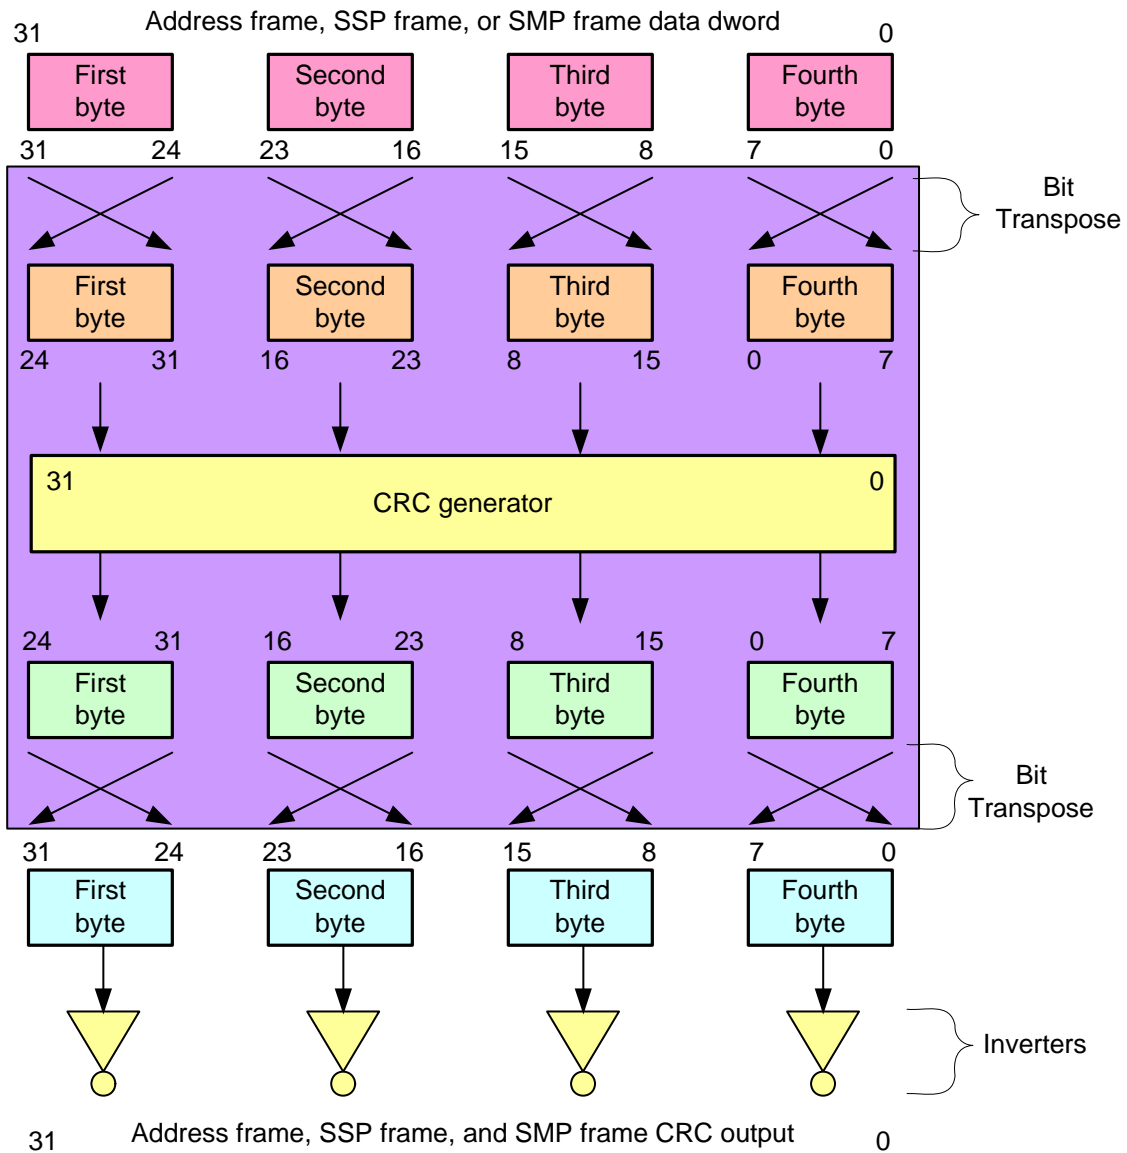 Address frame, SSP frame, or SMP frame data dword
31 0
First byte Second byte Third byte Fourth byte
31 24 23 16 15 8 7 0
Bit Transpose
First byte Second byte Third byte Fourth byte
24 31 16 23 8 15 0 7
31 CRC generator 0
24 31 16 23 8 15 0 7
First byte Second byte Third byte Fourth byte
Bit Transpose
31 24 23 16 15 8 7 0
First byte Second byte Third byte Fourth byte
Inverters
Address frame, SSP frame, and SMP frame CRC output
31 0